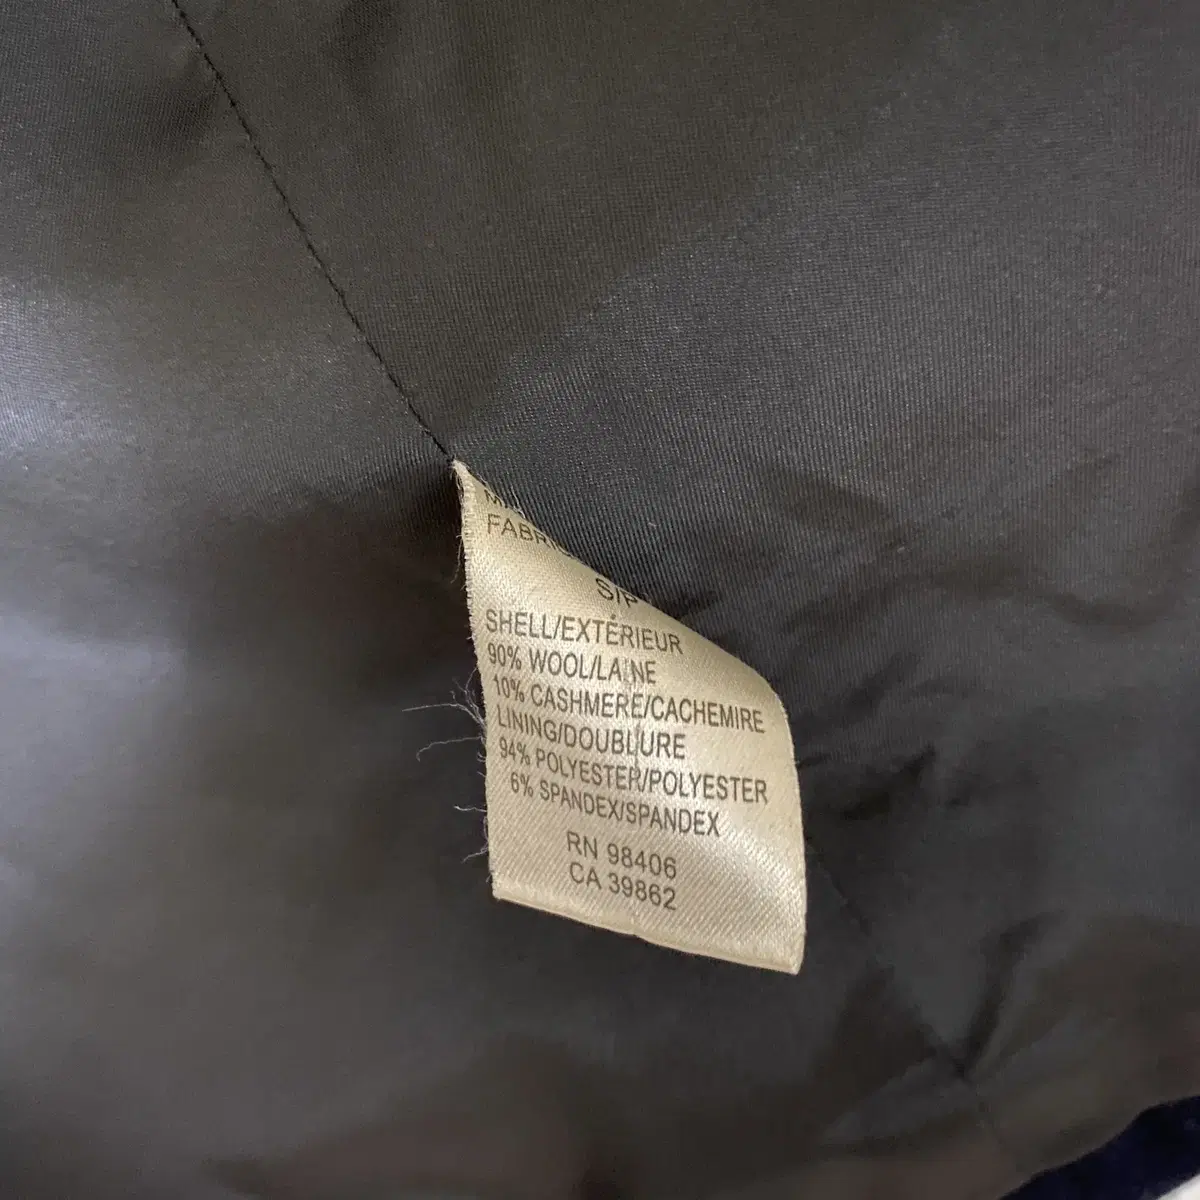 S/P
SHELL/EXTÉRIEUR
90% WOOL/LAINE
10% CASHMERE/CACHEMIRE
LINING/DOUBLURE
94% POLYESTER/POLYESTER
6% SPANDEX/SPANDEX
RN 98406
CA 39862